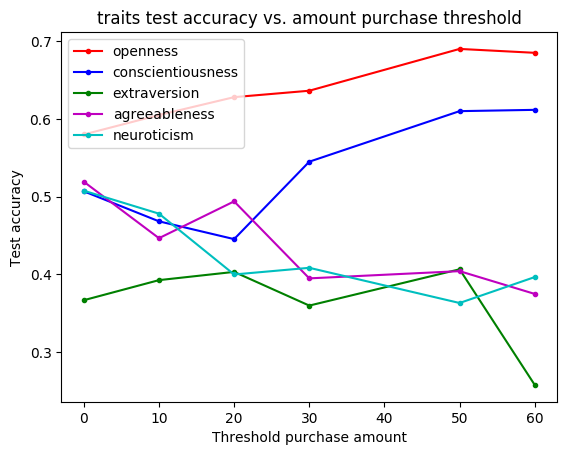 traits test accuracy vs. amount purchase threshold
0.7
openness
conscientiousness
extraversion
agreeableness
neuroticism
0.6
0.5
0.4
0.3
Test accuracy
0 10 20 30 40 50 60
Threshold purchase amount